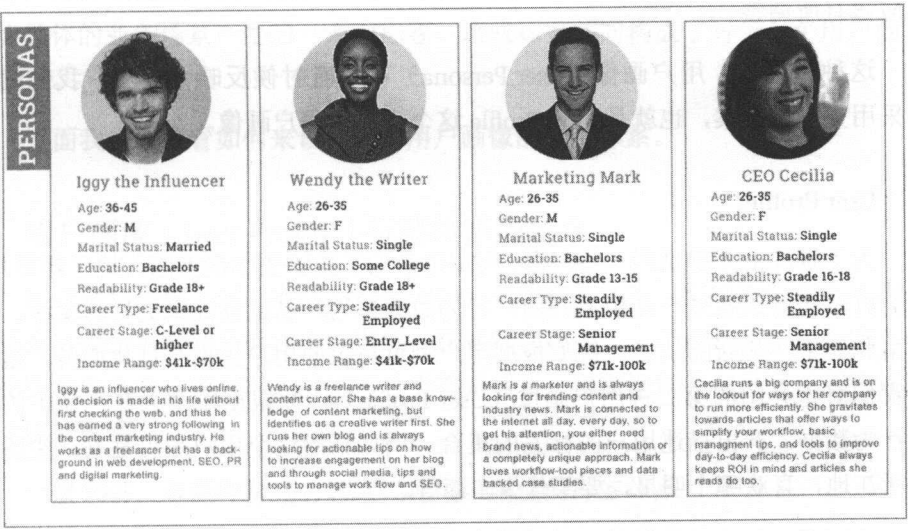 PERSONAS
Iggy the Influencer
Age: 36-45
Gender: M
Marital Status: Married
Education: Bachelors
Readability: Grade 18+
Career Type: Freelance
Career Stage: C-Level or
higher
Income Range: $41k-$70k
Iggy is an influencer who lives online.
no decision is made in his life without
first checking the web. and thus he
has earned a very strong following in
the content marketing industry. He
works as a freelancer but has a back-
ground in web development, SEO, PR
and digital marketing.
Wendy the Writer
Age: 26-35
Gender: F
Marital Status: Single
Education: Some College
Readability: Grade 18+
Career Type: Steadily
Employed
Career Stage: Entry_Level
Income Range: $41k-$70k
Wendy is a freelance writer and
content curator. She has a base know-
ledge of content marketing, but
identifies as a creative writer first. She
runs her own blog and is always
looking for actionable tips on how
to increase engagement on her blog
and through social media, tips and
tools to manage work flow and SEO.
Marketing Mark
Age: 26-35
Gender: M
Marital Status: Single
Education: Bachelors
Readability: Grade 13-15
Career Type: Steadily
Employed
Career Stage: Senior
Management
Income Range: $71k-100k
Mark is a marketer and is always
looking for trending content and
industry news. Mark is connected to
the internet all day, every day. so to
get his attention, you either need
brand news, actionable information or
a completely unique approach. Mark
loves workflow-tool pieces and data
backed case studies.
CEO Cecilia
Age: 26-35
Gender: F
Marital Status: Single
Education: Bachelors
Readability: Grade 16-18
Career Type: Steadily
Employed
Career Stage: Senior
Management
Income Range: $71k-100k
Cecilia runs a big company and is on
the lookout for ways for her company
to run more efficiently. She gravitates
towards articles that offer ways to
simplify your workflow, basic
managment tips, and tools to improve
day-to-day efficiency. Cecilia always
keeps ROI in mind and articles she
reads do too.